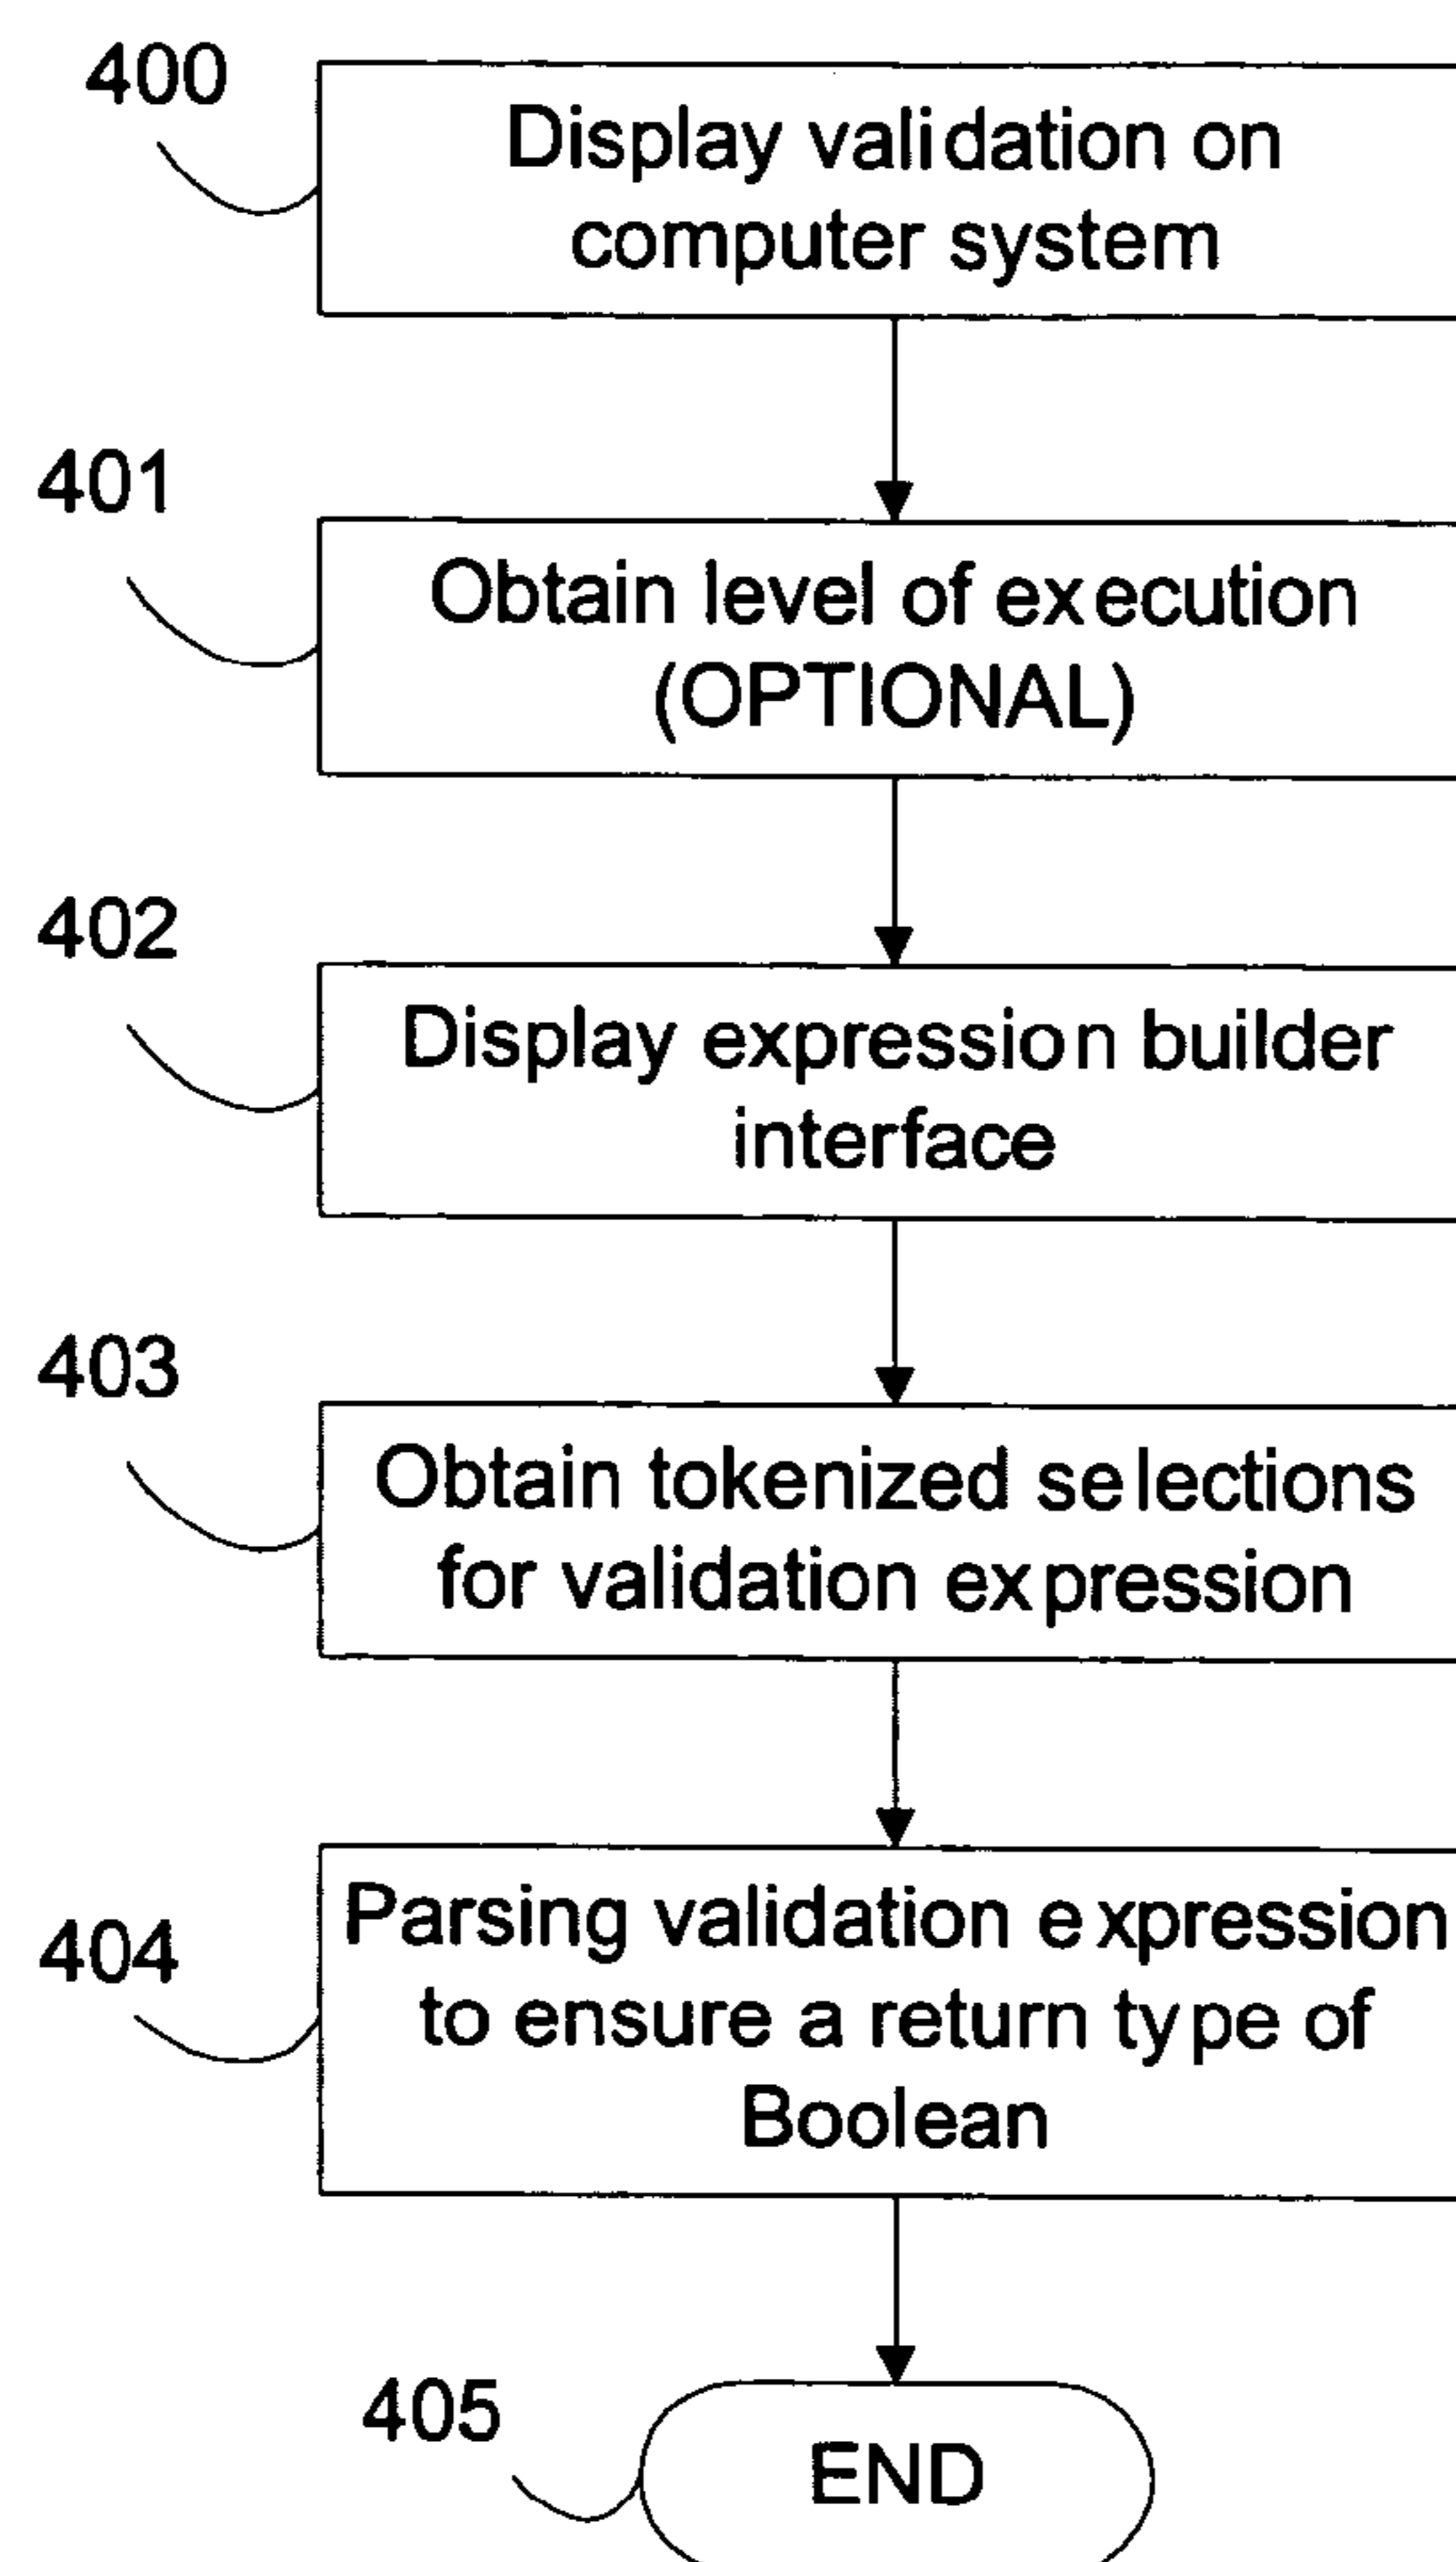 400
Display validation on
computer system
401
Obtain level of execution
(OPTIONAL)
402
Display expression builder
interface
403
Obtain tokenized selections
for validation expression
404
Parsing validation expression
to ensure a return type of
Boolean
405
END